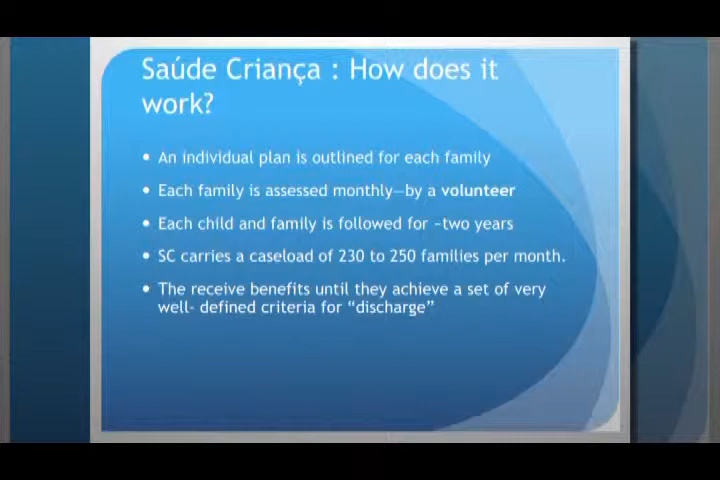 Saúde Criança : How does it
work?
• An individual plan is outlined for each family
• Each family is assessed monthly—by a volunteer
• Each child and family is followed for ~two years
• SC carries a caseload of 230 to 250 families per month.
• The receive benefits until they achieve a set of very
well- defined criteria for “discharge”